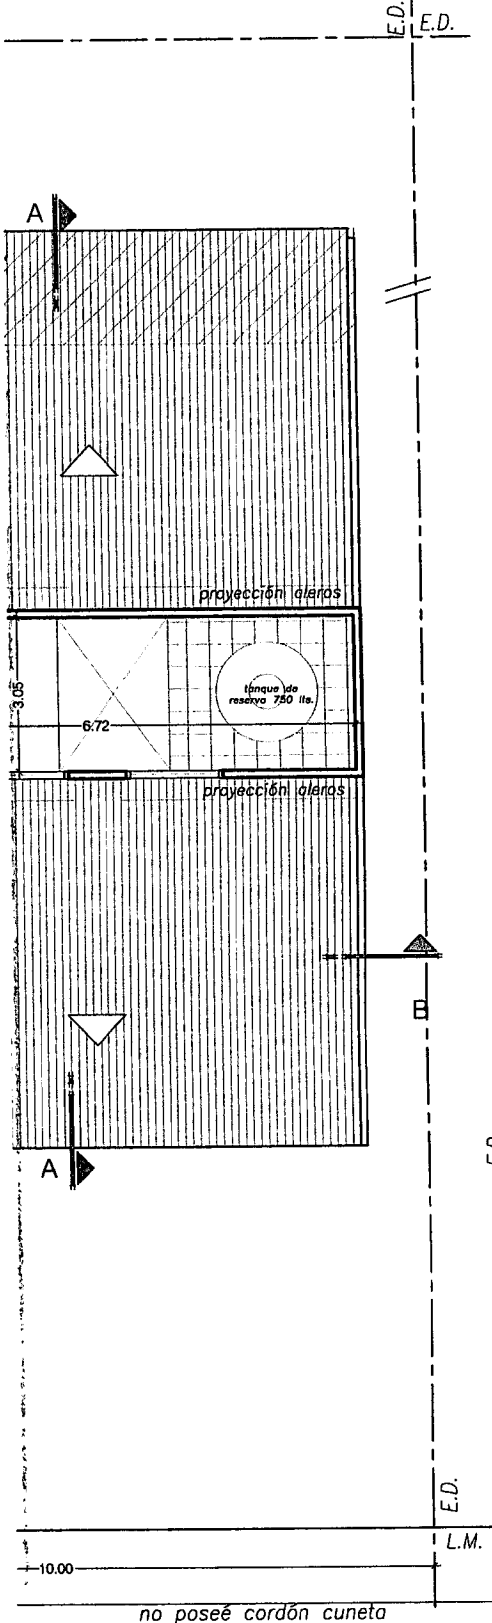 E.D.
E.D.
A
proyección aleros
tanque de
reserva 750 lts.
3.05
6.72
proyección aleros
B
A
E.D.
E.D.
L.M.
10.00
no poseé cordón cuneta